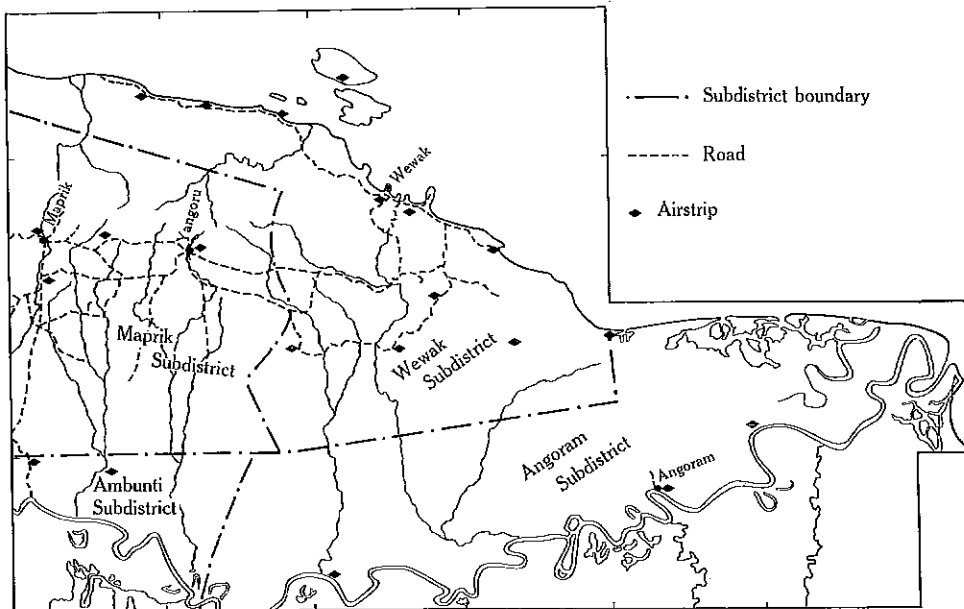 Subdistrict boundary
Road
Airstrip
Wewak
Maprik
Yangoru
Maprik
Subdistrict
Wewak
Subdistrict
Angoram
Subdistrict
Angoram
Ambunti
Subdistrict